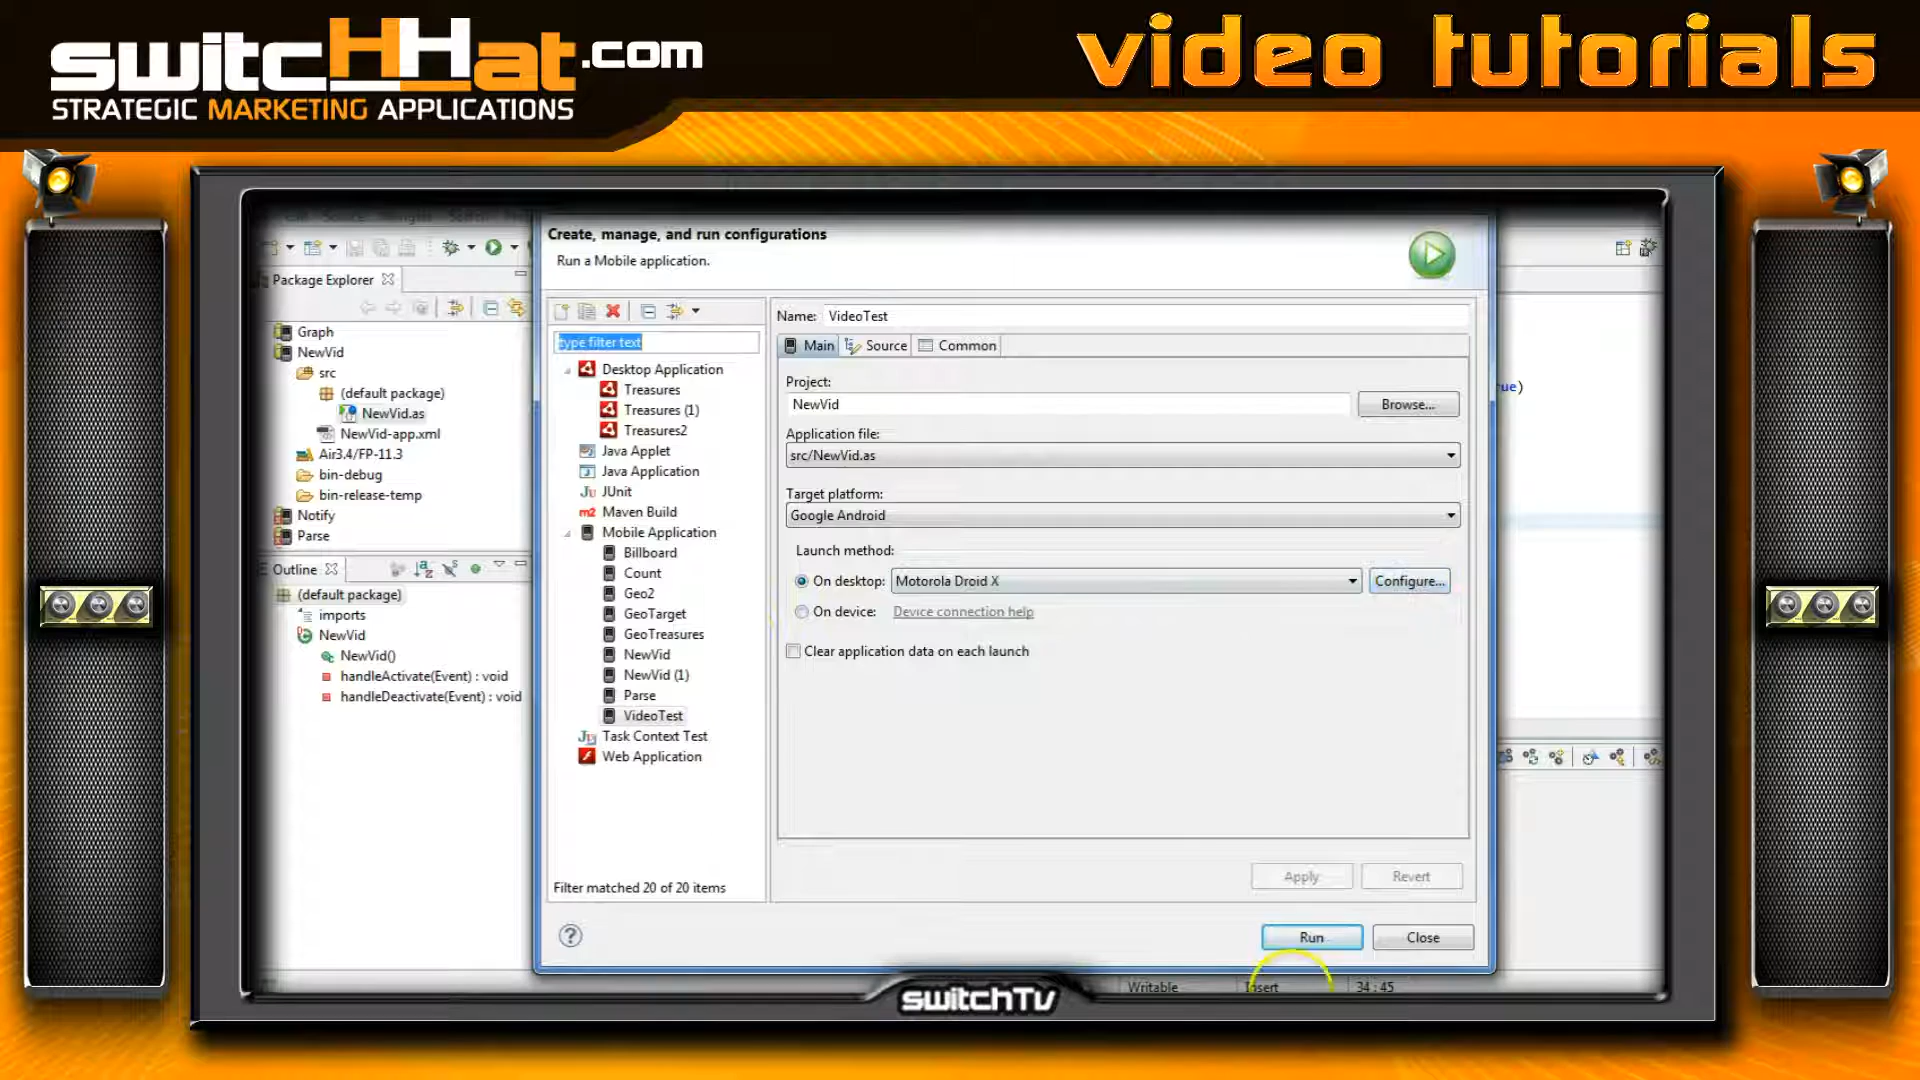 switcHHat.com
STRATEGIC MARKETING APPLICATIONS
video tutorials
Create, manage, and run configurations
Run a Mobile application.
Package Explorer
Graph
NewVid
src
(default package)
NewVid.as
NewVid-app.xml
Air3.4/FP-11.3
bin-debug
bin-release-temp
Notify
Parse
Outline
(default package)
imports
NewVid
NewVid()
handleActivate(Event) : void
handleDeactivate(Event) : void
type filter text
Desktop Application
Treasures
Treasures (1)
Treasures2
Java Applet
Java Application
JUnit
Maven Build
Mobile Application
Billboard
Count
Geo2
GeoTarget
GeoTreasures
NewVid
NewVid (1)
Parse
VideoTest
Task Context Test
Web Application
Filter matched 20 of 20 items
Name: VideoTest
Main Source Common
Project:
NewVid
Browse...
Application file:
src/NewVid.as
Target platform:
Google Android
Launch method:
On desktop: Motorola Droid X Configure...
On device: Device connection help
Clear application data on each launch
Apply Revert
Run Close
ue)
Writable Insert 34 : 45
switchTv